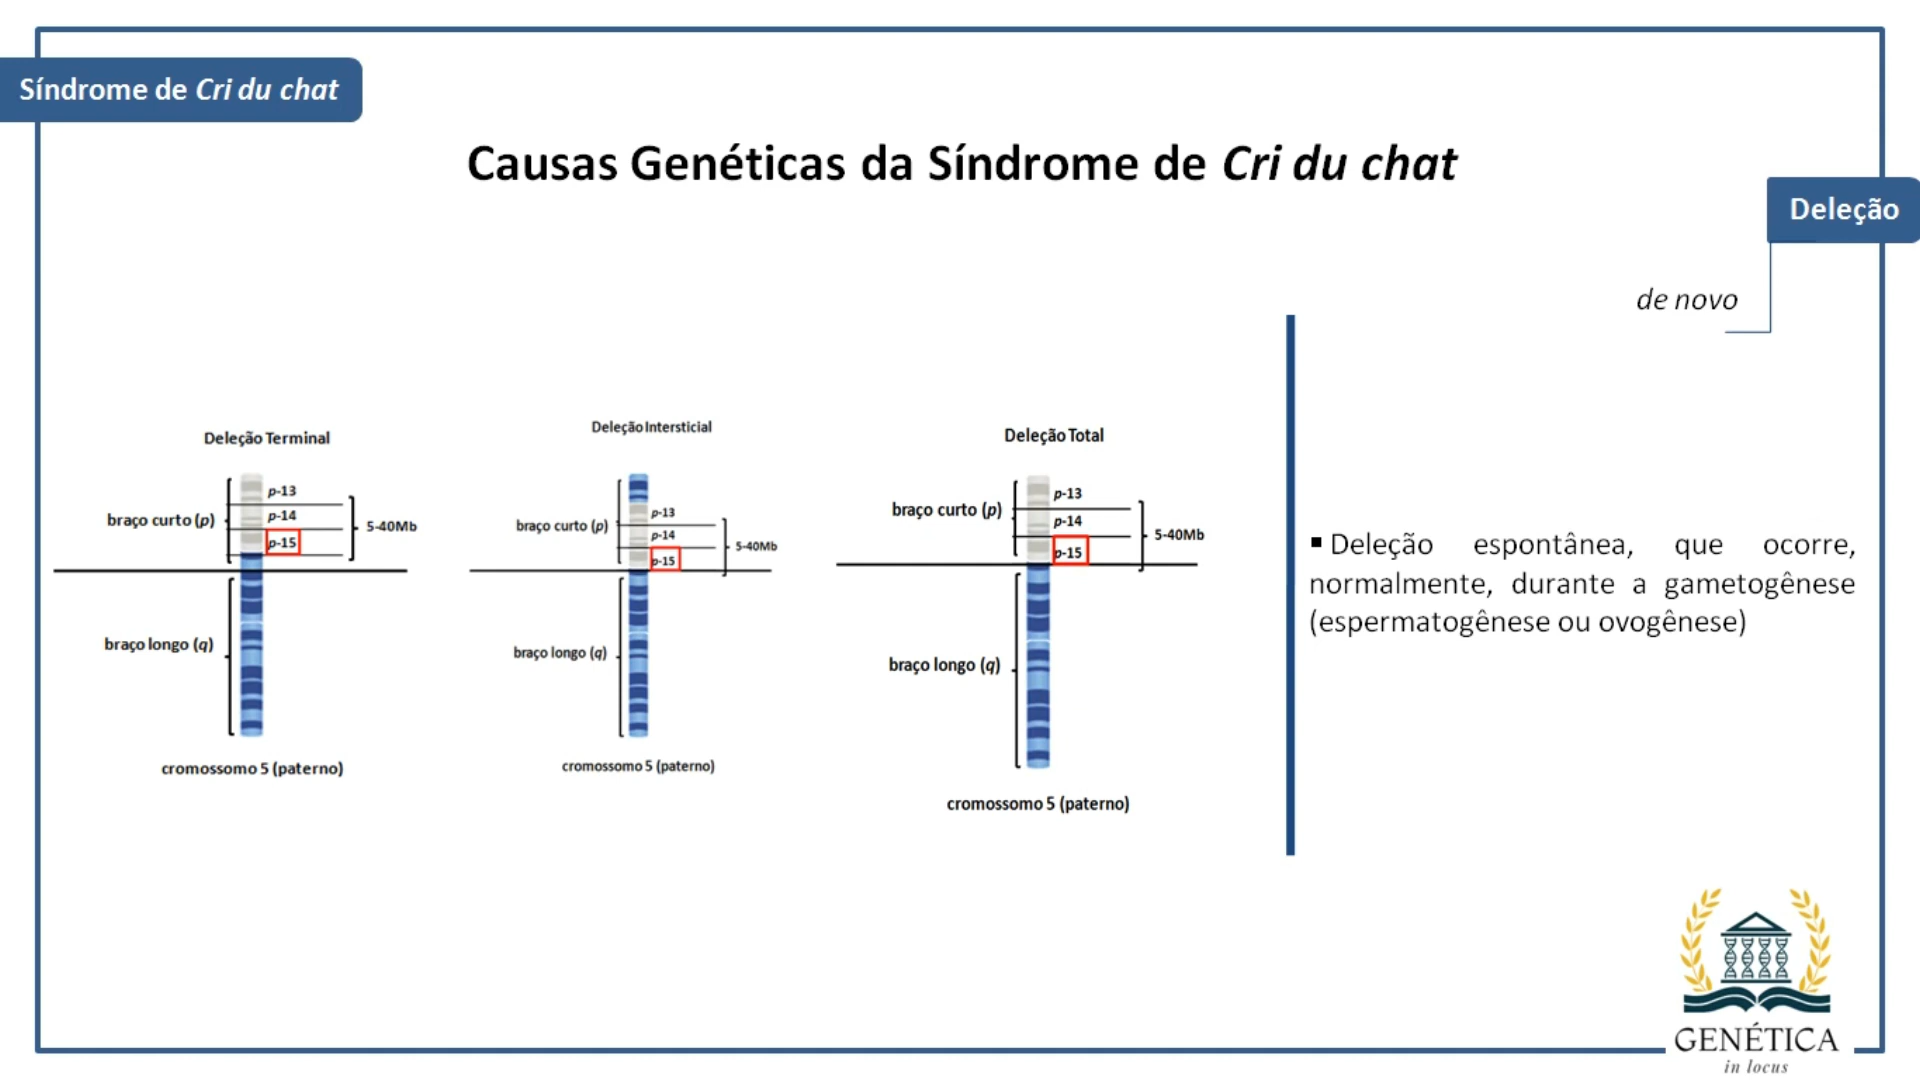 Síndrome de Cri du chat
Causas Genéticas da Síndrome de Cri du chat
Deleção
de novo
Deleção Terminal
p-13
p-14
p-15
braço curto (p)
5-40Mb
braço longo (q)
cromossomo 5 (paterno)
Deleção Intersticial
p-13
p-14
p-15
braço curto (p)
5-40Mb
braço longo (q)
cromossomo 5 (paterno)
Deleção Total
p-13
p-14
p-15
braço curto (p)
5-40Mb
braço longo (q)
cromossomo 5 (paterno)
▪ Deleção espontânea, que ocorre,
normalmente, durante a gametogênese
(espermatogênese ou ovogênese)
GENÉTICA
in locus